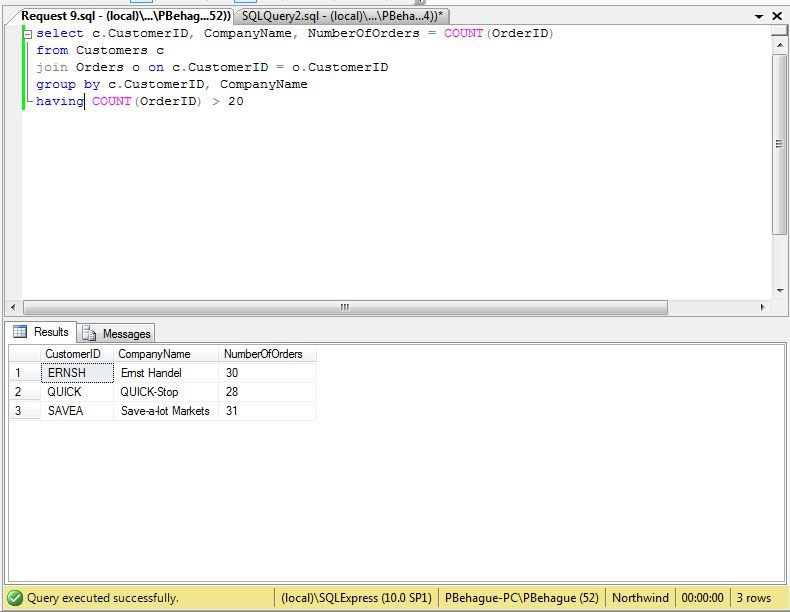 Request 9.sql - (local)\...\PBehag...52)) SQLQuery2.sql - (local)\...\PBeha...4))*
select c.CustomerID, CompanyName, NumberOfOrders = COUNT(OrderID)
from Customers c
join Orders o on c.CustomerID = o.CustomerID
group by c.CustomerID, CompanyName
having COUNT(OrderID) > 20
Results Messages
CustomerID CompanyName NumberOfOrders
1 ERNSH Ernst Handel 30
2 QUICK QUICK-Stop 28
3 SAVEA Save-a-lot Markets 31
Query executed successfully. (local)\SQLExpress (10.0 SP1) PBehague-PC\PBehague (52) Northwind 00:00:00 3 rows